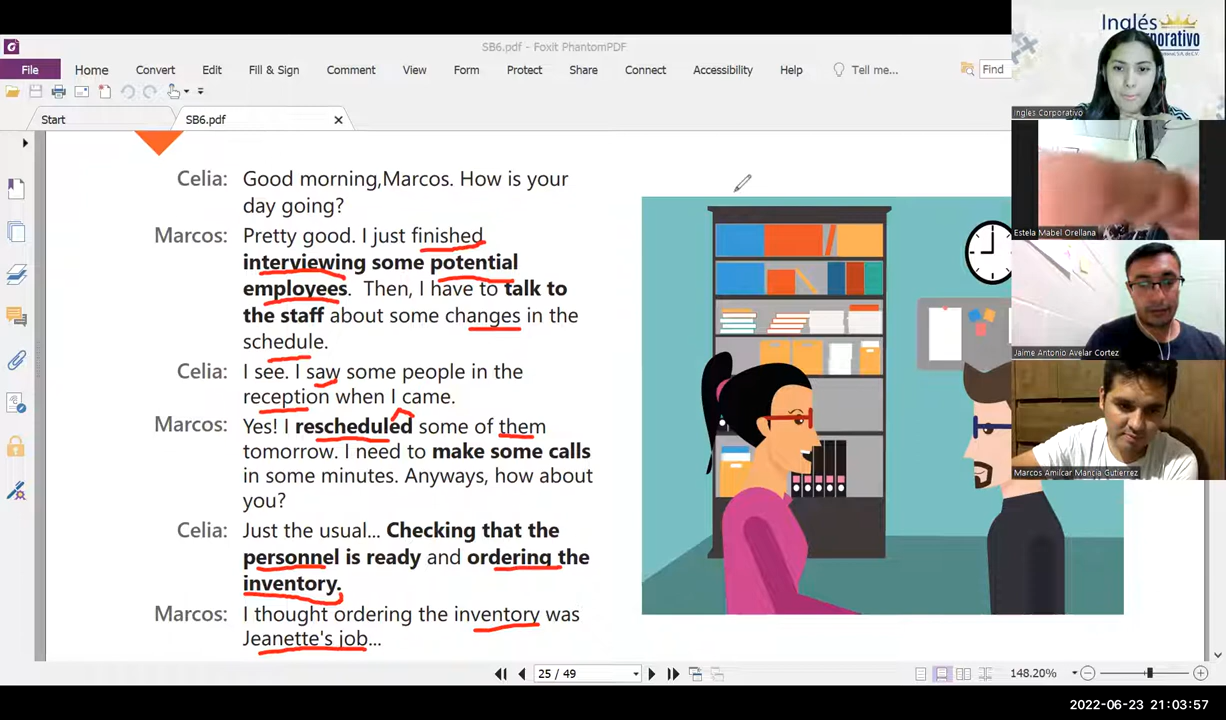 SB6.pdf - Foxit PhantomPDF
File Home Convert Edit Fill & Sign Comment View Form Protect Share Connect Accessibility Help Tell me... Find
Start SB6.pdf
Celia: Good morning,Marcos. How is your
day going?
Marcos: Pretty good. I just finished
interviewing some potential
employees. Then, I have to talk to
the staff about some changes in the
schedule.
Celia: I see. I saw some people in the
reception when I came.
Marcos: Yes! I rescheduled some of them
tomorrow. I need to make some calls
in some minutes. Anyways, how about
you?
Celia: Just the usual... Checking that the
personnel is ready and ordering the
inventory.
Marcos: I thought ordering the inventory was
Jeanette's job...
25 / 49
148.20%
Inglés
Ingles Corporativo
Estela Mabel Orellana
Jaime Antonio Avelar Cortez
Marcos Amilcar Mancia Gutierrez
2022-06-23 21:03:57